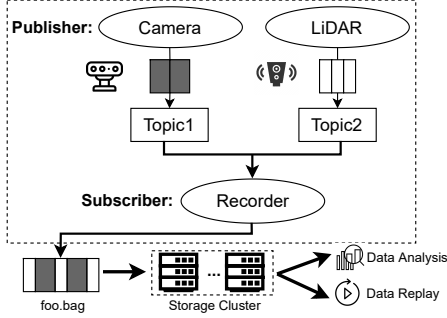 Publisher:
Camera
LiDAR
Topic1
Topic2
Subscriber:
Recorder
foo.bag
...
Storage Cluster
Data Analysis
Data Replay